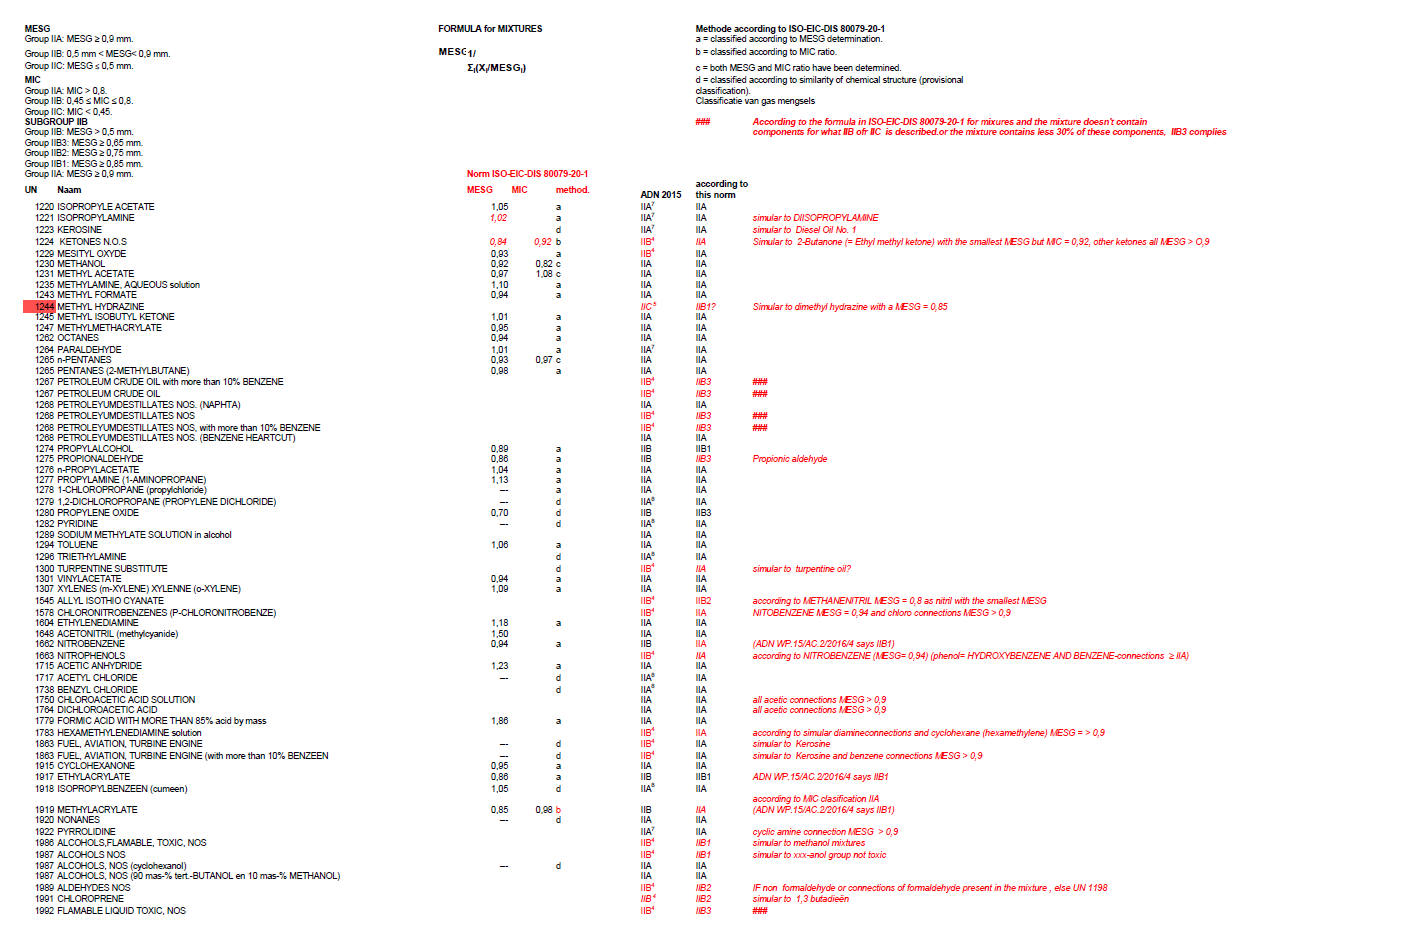 MESG
Group IIA: MESG ≥ 0,9 mm.
Group IIB: 0,5 mm < MESG< 0,9 mm.
Group IIC: MESG ≤ 0,5 mm.
MIC
Group IIA: MIC > 0,8.
Group IIB: 0,45 ≤ MIC ≤ 0,8.
Group IIC: MIC < 0,45.
SUBGROUP IIB
Group IIB: MESG > 0,5 mm.
Group IIB3: MESG ≥ 0,65 mm.
Group IIB2: MESG ≥ 0,75 mm.
Group IIB1: MESG ≥ 0,85 mm.
Group IIA: MESG ≥ 0,9 mm.
FORMULA for MIXTURES
MESG 1/
Σᵢ(Xᵢ/MESGᵢ)
Methode according to ISO-EIC-DIS 80079-20-1
a = classified according to MESG determination.
b = classified according to MIC ratio.
c = both MESG and MIC ratio have been determined.
d = classified according to similarity of chemical structure (provisional
classification).
Classificatie van gas mengsels
### According to the formula in ISO-EIC-DIS 80079-20-1 for mixures and the mixture doesn't contain
components for what IIB ofr IIC is described.or the mixture contains less 30% of these components, IIB3 complies
Norm ISO-EIC-DIS 80079-20-1
UN Naam MESG MIC method. ADN 2015 according to this norm
1220 ISOPROPYLE ACETATE 1,05 a IIA⁷ IIA
1221 ISOPROPYLAMINE 1,02 a IIA⁷ IIA simular to DIISOPROPYLAMINE
1223 KEROSINE d IIA⁷ IIA simular to Diesel Oil No. 1
1224 KETONES N.O.S 0,84 0,92 b IIB⁴ IIA Simular to 2-Butanone (= Ethyl methyl ketone) with the smallest MESG but MIC = 0,92, other ketones all MESG > O,9
1229 MESITYL OXYDE 0,93 a IIB⁴ IIA
1230 METHANOL 0,92 0,82 c IIA IIA
1231 METHYL ACETATE 0,97 1,08 c IIA IIA
1235 METHYLAMINE, AQUEOUS solution 1,10 a IIA IIA
1243 METHYL FORMATE 0,94 a IIA IIA
1244 METHYL HYDRAZINE IIC⁵ IIB1? Simular to dimethyl hydrazine with a MESG = 0,85
1245 METHYL ISOBUTYL KETONE 1,01 a IIA IIA
1247 METHYLMETHACRYLATE 0,95 a IIA IIA
1262 OCTANES 0,94 a IIA IIA
1264 PARALDEHYDE 1,01 a IIA⁷ IIA
1265 n-PENTANES 0,93 0,97 c IIA IIA
1265 PENTANES (2-METHYLBUTANE) 0,98 a IIA IIA
1267 PETROLEUM CRUDE OIL with more than 10% BENZENE IIB⁴ IIB3 ###
1267 PETROLEUM CRUDE OIL IIB⁴ IIB3 ###
1268 PETROLEYUMDESTILLATES NOS. (NAPHTA) IIA IIA
1268 PETROLEYUMDESTILLATES NOS IIB⁴ IIB3 ###
1268 PETROLEYUMDESTILLATES NOS, with more than 10% BENZENE IIB⁴ IIB3 ###
1268 PETROLEYUMDESTILLATES NOS. (BENZENE HEARTCUT) IIA IIA
1274 PROPYLALCOHOL 0,89 a IIB IIB1
1275 PROPIONALDEHYDE 0,86 a IIB IIB3 Propionic aldehyde
1276 n-PROPYLACETATE 1,04 a IIA IIA
1277 PROPYLAMINE (1-AMINOPROPANE) 1,13 a IIA IIA
1278 1-CHLOROPROPANE (propylchloride) --- a IIA IIA
1279 1,2-DICHLOROPROPANE (PROPYLENE DICHLORIDE) --- d IIA⁸ IIA
1280 PROPYLENE OXIDE 0,70 d IIB IIB3
1282 PYRIDINE --- d IIA⁸ IIA
1289 SODIUM METHYLATE SOLUTION in alcohol IIA IIA
1294 TOLUENE 1,06 a IIA IIA
1296 TRIETHYLAMINE d IIA⁸ IIA
1300 TURPENTINE SUBSTITUTE d IIB⁴ IIA simular to turpentine oil?
1301 VINYLACETATE 0,94 a IIA IIA
1307 XYLENES (m-XYLENE) XYLENNE (o-XYLENE) 1,09 a IIA IIA
1545 ALLYL ISOTHIO CYANATE IIB⁴ IIB2 according to METHANENITRIL MESG = 0,8 as nitril with the smallest MESG
1578 CHLORONITROBENZENES (P-CHLORONITROBENZE) IIB⁴ IIA NITOBENZENE MESG = 0,94 and chloro connections MESG > 0,9
1604 ETHYLENEDIAMINE 1,18 a IIA IIA
1648 ACETONITRIL (methylcyanide) 1,50 IIA IIA
1662 NITROBENZENE 0,94 a IIB IIA (ADN WP.15/AC.2/2016/4 says IIB1)
1663 NITROPHENOLS IIB⁴ IIA according to NITROBENZENE (MESG= 0,94) (phenol= HYDROXYBENZENE AND BENZENE-connections ≥ IIA)
1715 ACETIC ANHYDRIDE 1,23 a IIA IIA
1717 ACETYL CHLORIDE --- d IIA⁸ IIA
1738 BENZYL CHLORIDE d IIA⁸ IIA
1750 CHLOROACETIC ACID SOLUTION IIA IIA all acetic connections MESG > 0,9
1764 DICHLOROACETIC ACID IIA IIA all acetic connections MESG > 0,9
1779 FORMIC ACID WITH MORE THAN 85% acid by mass 1,86 a IIA IIA
1783 HEXAMETHYLENEDIAMINE solution IIB⁴ IIA according to simular diamineconnections and cyclohexane (hexamethylene) MESG = > 0,9
1863 FUEL, AVIATION, TURBINE ENGINE --- d IIB⁴ IIA simular to Kerosine
1863 FUEL, AVIATION, TURBINE ENGINE (with more than 10% BENZEEN --- d IIB⁴ IIA simular to Kerosine and benzene connections MESG > 0,9
1915 CYCLOHEXANONE 0,95 a IIA IIA
1917 ETHYLACRYLATE 0,86 a IIB IIB1 ADN WP.15/AC.2/2016/4 says IIB1
1918 ISOPROPYLBENZEEN (cumeen) 1,05 d IIA⁸ IIA
according to MIC clasification IIA
1919 METHYLACRYLATE 0,85 0,98 b IIB IIA (ADN WP.15/AC.2/2016/4 says IIB1)
1920 NONANES --- d IIA IIA
1922 PYRROLIDINE IIA⁷ IIA cyclic amine connection MESG > 0,9
1986 ALCOHOLS,FLAMABLE, TOXIC, NOS IIB⁴ IIB1 simular to methanol mixtures
1987 ALCOHOLS NOS IIB⁴ IIB1 simular to xxx-anol group not toxic
1987 ALCOHOLS, NOS (cyclohexanol) --- d IIA IIA
1987 ALCOHOLS, NOS (90 mas-% tert.-BUTANOL en 10 mas-% METHANOL) IIA IIA
1989 ALDEHYDES NOS IIB⁴ IIB2 IF non formaldehyde or connections of formaldehyde present in the mixture , else UN 1198
1991 CHLOROPRENE IIB⁴ IIB2 simular to 1,3 butadieën
1992 FLAMABLE LIQUID TOXIC, NOS IIB⁴ IIB3 ###